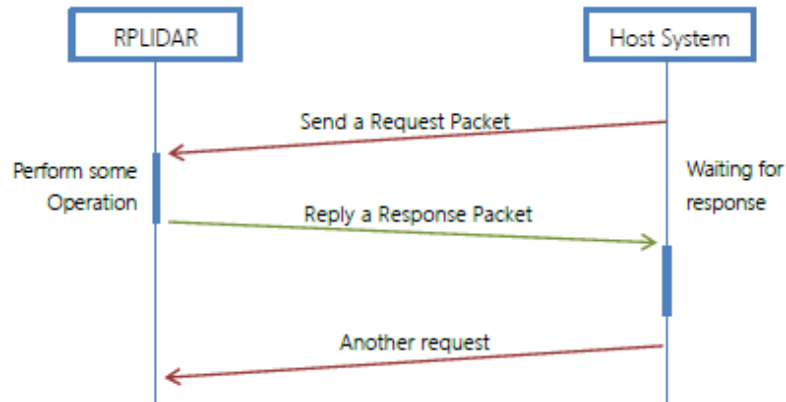 RPLIDAR
Host System
Send a Request Packet
Perform some
Operation
Waiting for
response
Reply a Response Packet
Another request